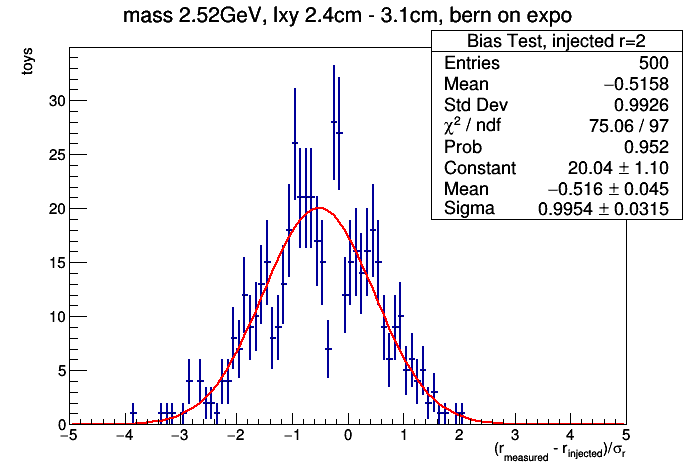 mass 2.52GeV, lxy 2.4cm - 3.1cm, bern on expo
Bias Test, injected r=2
Entries 500
Mean −0.5158
Std Dev 0.9926
χ² / ndf 75.06 / 97
Prob 0.952
Constant 20.04 ± 1.10
Mean −0.516 ± 0.045
Sigma 0.9954 ± 0.0315
toys
30
25
20
15
10
5
0
−5 −4 −3 −2 −1 0 1 2 3 4 5
(r_measured - r_injected)/σ_r